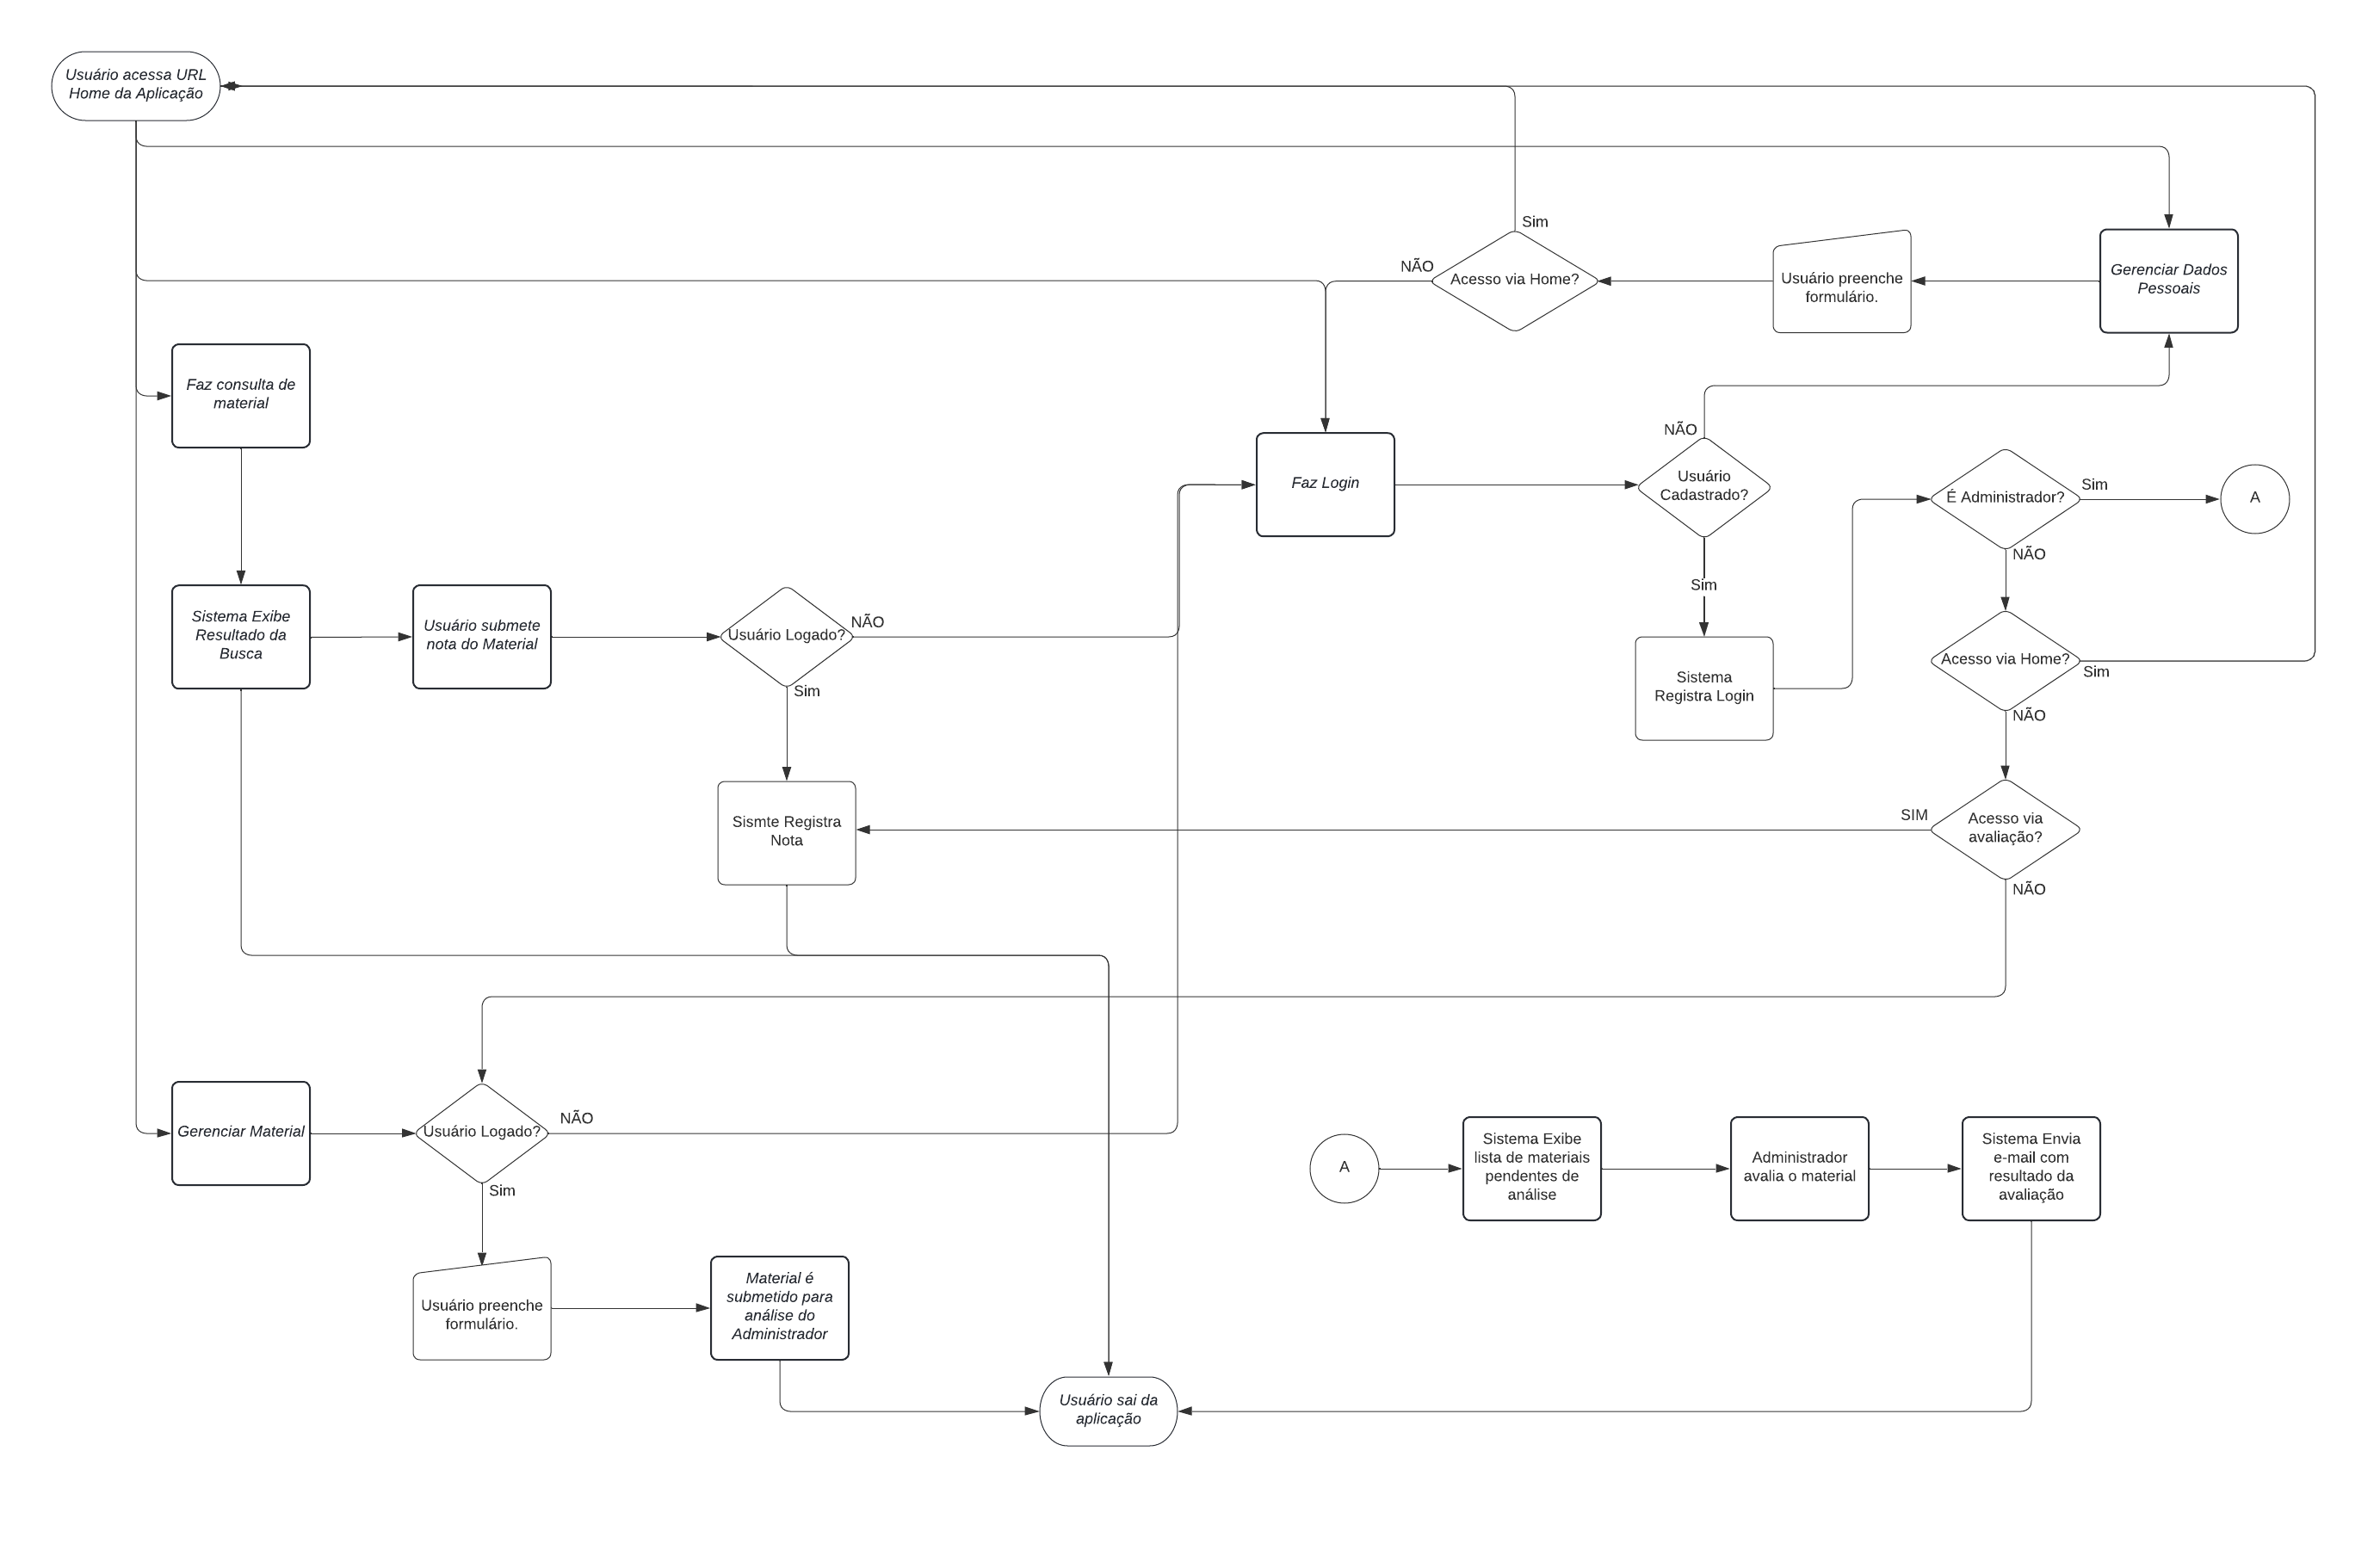 Usuário acessa URL
Home da Aplicação
Sim
NÃO
Acesso via Home?
Usuário preenche
formulário.
Gerenciar Dados
Pessoais
Faz consulta de
material
NÃO
Faz Login
Usuário
Cadastrado?
É Administrador?
Sim
A
NÃO
Sim
Sistema Exibe
Resultado da
Busca
Usuário submete
nota do Material
Usuário Logado?
NÃO
Sim
Sistema
Registra Login
Acesso via Home?
Sim
NÃO
Sismte Registra
Nota
SIM
Acesso via
avaliação?
NÃO
Gerenciar Material
Usuário Logado?
NÃO
Sim
A
Sistema Exibe
lista de materiais
pendentes de
análise
Administrador
avalia o material
Sistema Envia
e-mail com
resultado da
avaliação
Usuário preenche
formulário.
Material é
submetido para
análise do
Administrador
Usuário sai da
aplicação